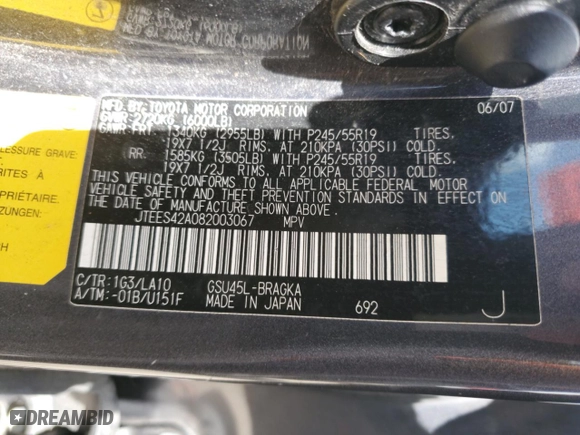 MFD. BY: TOYOTA MOTOR CORPORATION 06/07
GVWR 2720KG (6000LB)
GAWR FRT. 1340KG (2955LB) WITH P245/55R19 TIRES,
19X7 1/2J RIMS, AT 210KPA (30PSI) COLD.
RR. 1585KG (3505LB) WITH P245/55R19 TIRES,
19X7 1/2J RIMS, AT 210KPA (30PSI) COLD.
THIS VEHICLE CONFORMS TO ALL APPLICABLE FEDERAL MOTOR
VEHICLE SAFETY AND THEFT PREVENTION STANDARDS IN EFFECT ON
THE DATE OF MANUFACTURE SHOWN ABOVE.
JTEES42A082003067 MPV
C/TR:1G3/LA10 GSU45L-BRAGKA
A/TM:-01B/U151F MADE IN JAPAN 692 J
PRESSURE GRAVE:
PRIÉTAIRE.
ZUNGEN:
DREAMBID